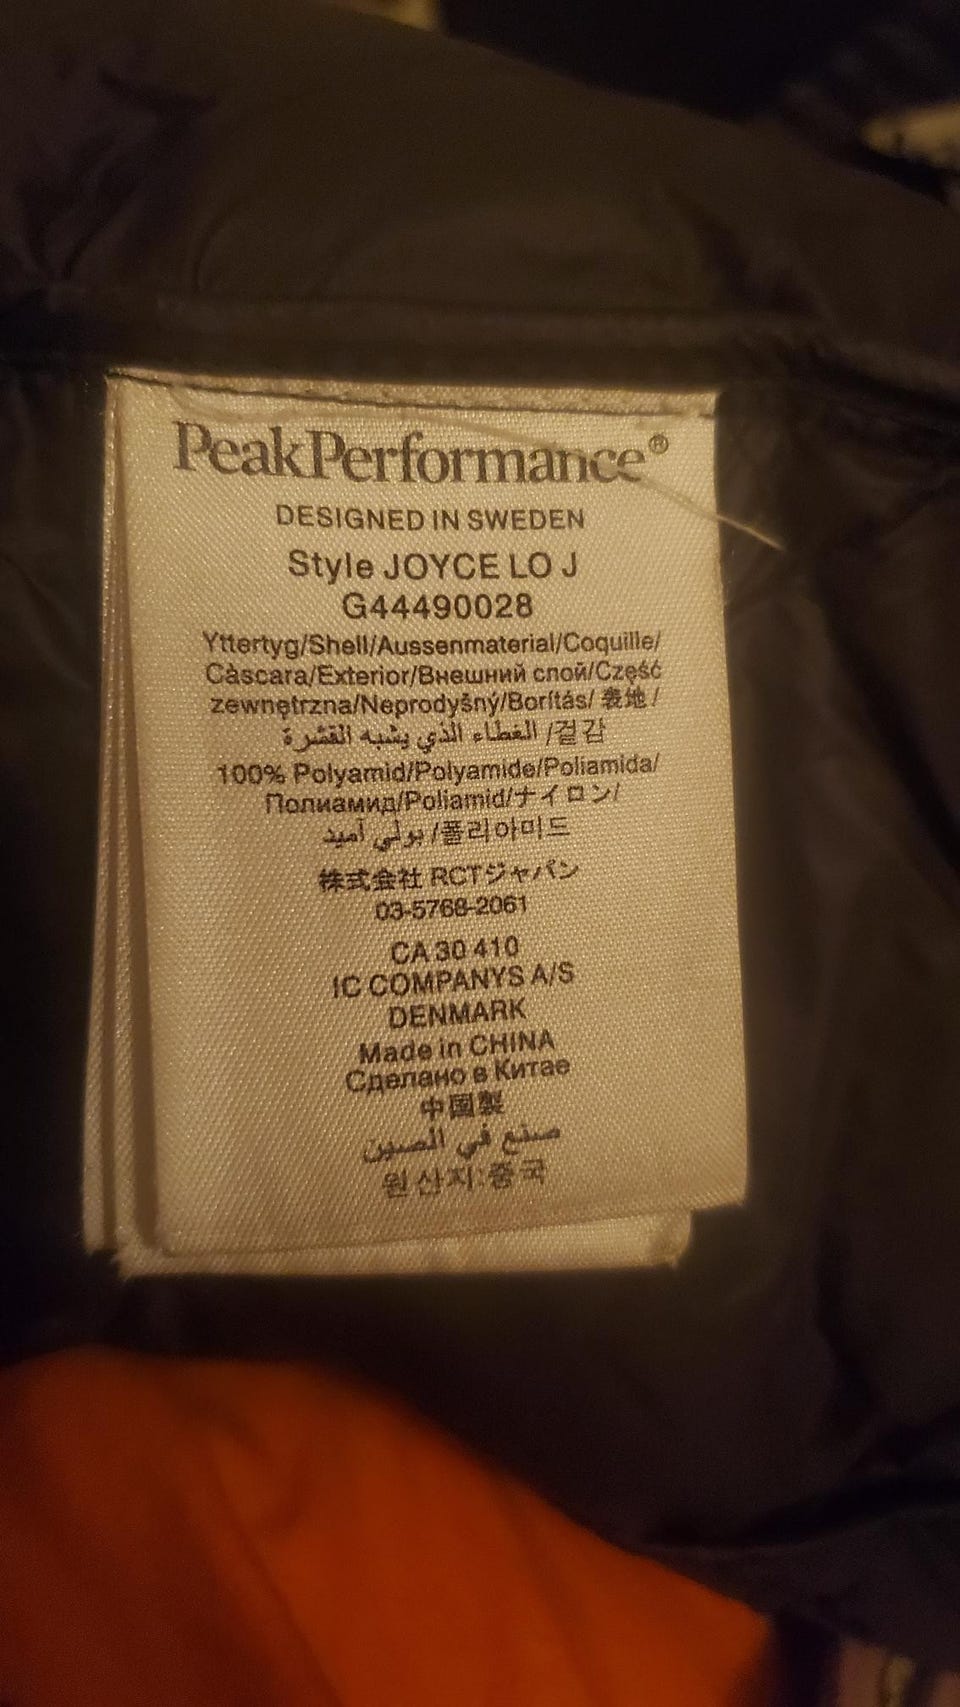 PeakPerformance®
DESIGNED IN SWEDEN
Style JOYCE LO J
G44490028
Yttertyg/Shell/Aussenmaterial/Coquille/
Càscara/Exterior/Внешний слой/Część
zewnętrzna/Neprodyšný/Borítás/ 表地 /
겉감/ الغطاء الذي يشبه القشرة
100% Polyamid/Polyamide/Poliamida/
Полиамид/Poliamid/ナイロン/
폴리아미드/ بولي أميد
株式会社 RCTジャパン
03-5768-2061
CA 30 410
IC COMPANYS A/S
DENMARK
Made in CHINA
Сделано в Китае
中国製
صنع في الصين
원산지:중국